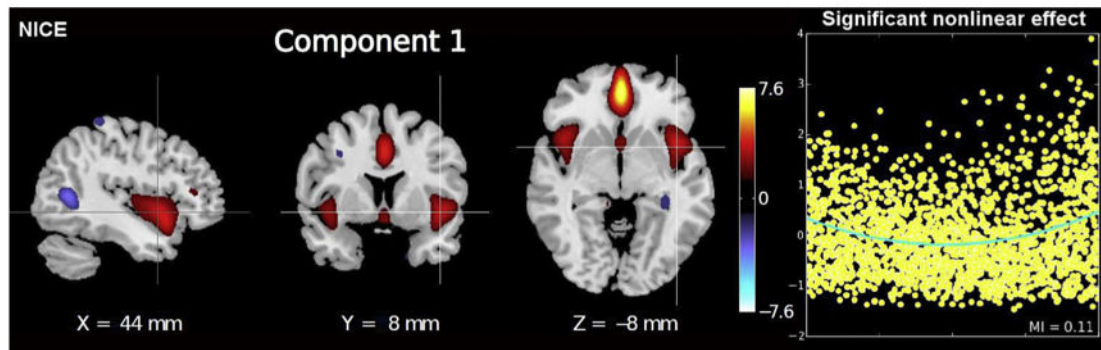 NICE
Component 1
Significant nonlinear effect
X = 44 mm
Y = 8 mm
Z = −8 mm
7.6
0
−7.6
4
3
2
1
0
−1
−2
MI = 0.11